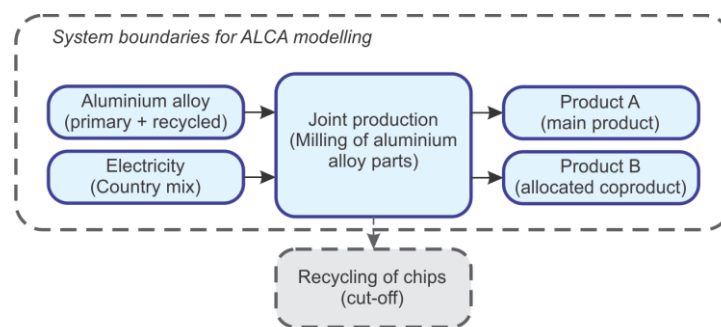 System boundaries for ALCA modelling
Aluminium alloy
(primary + recycled)
Electricity
(Country mix)
Joint production
(Milling of aluminium
alloy parts)
Product A
(main product)
Product B
(allocated coproduct)
Recycling of chips
(cut-off)